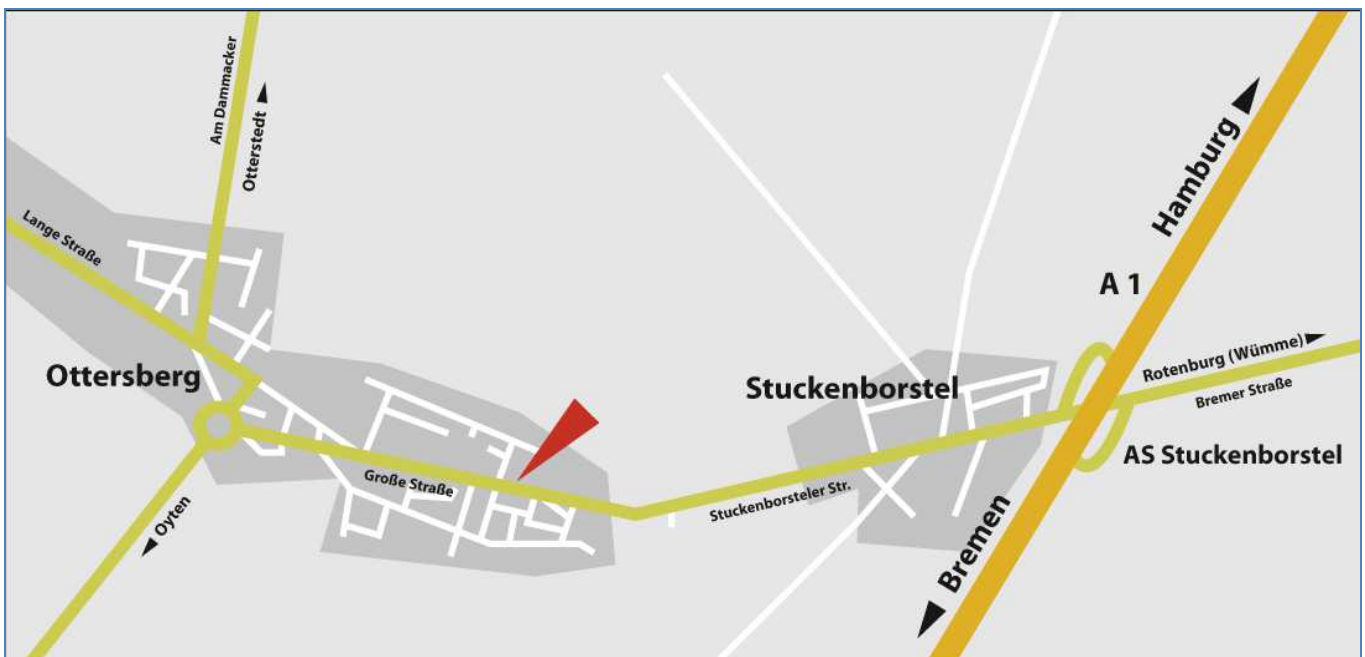 Am Dammacker
Otterstedt
Lange Straße
Hamburg
A 1
Rotenburg (Wümme)
Bremer Straße
Ottersberg
Stuckenborstel
AS Stuckenborstel
Große Straße
Stuckenborsteler Str.
Oyten
Bremen